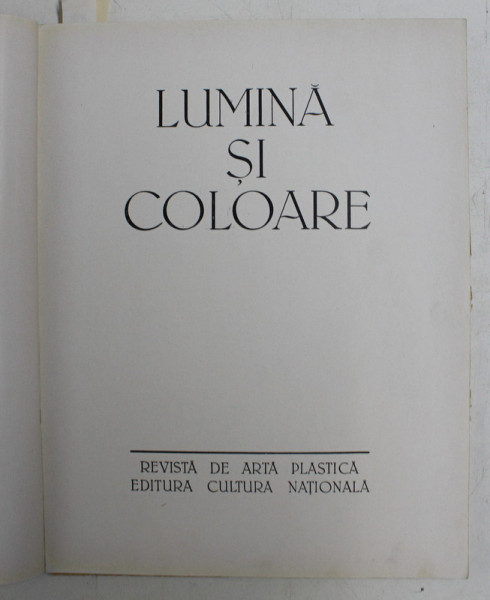 LUMINĂ
ȘI
COLOARE
REVISTĂ DE ARTĂ PLASTICĂ
EDITURA CULTURA NAȚIONALĂ